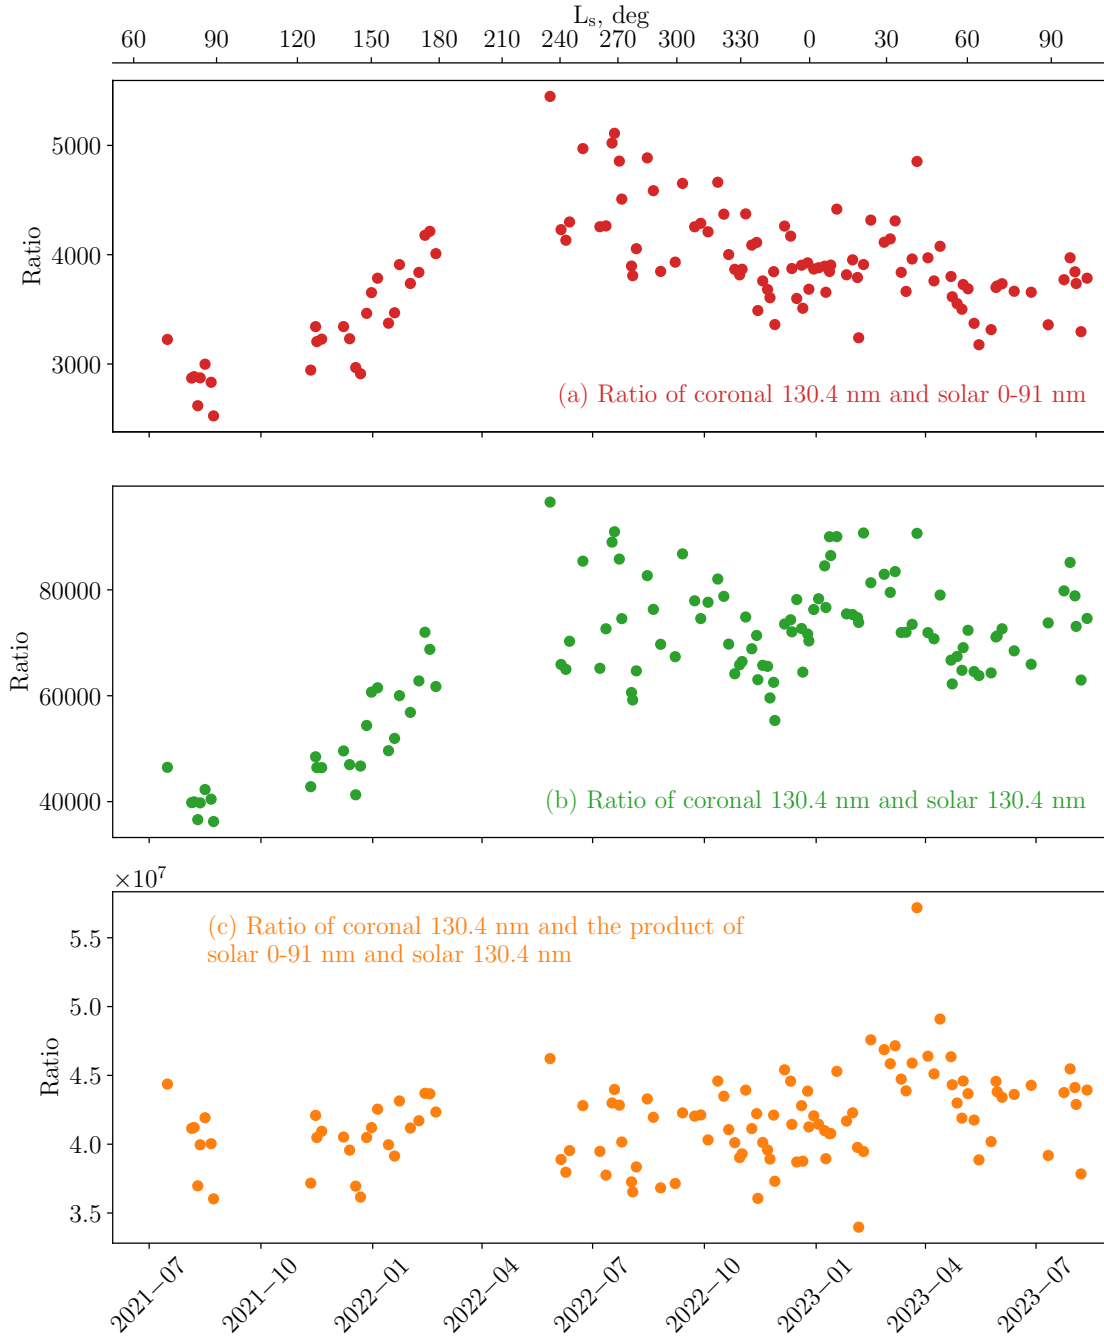 L_s, deg
60 90 120 150 180 210 240 270 300 330 0 30 60 90
5000
4000
3000
Ratio
(a) Ratio of coronal 130.4 nm and solar 0-91 nm
80000
60000
40000
Ratio
(b) Ratio of coronal 130.4 nm and solar 130.4 nm
×10⁷
(c) Ratio of coronal 130.4 nm and the product of
solar 0-91 nm and solar 130.4 nm
5.5
5.0
4.5
4.0
3.5
Ratio
2021−07 2021−10 2022−01 2022−04 2022−07 2022−10 2023−01 2023−04 2023−07